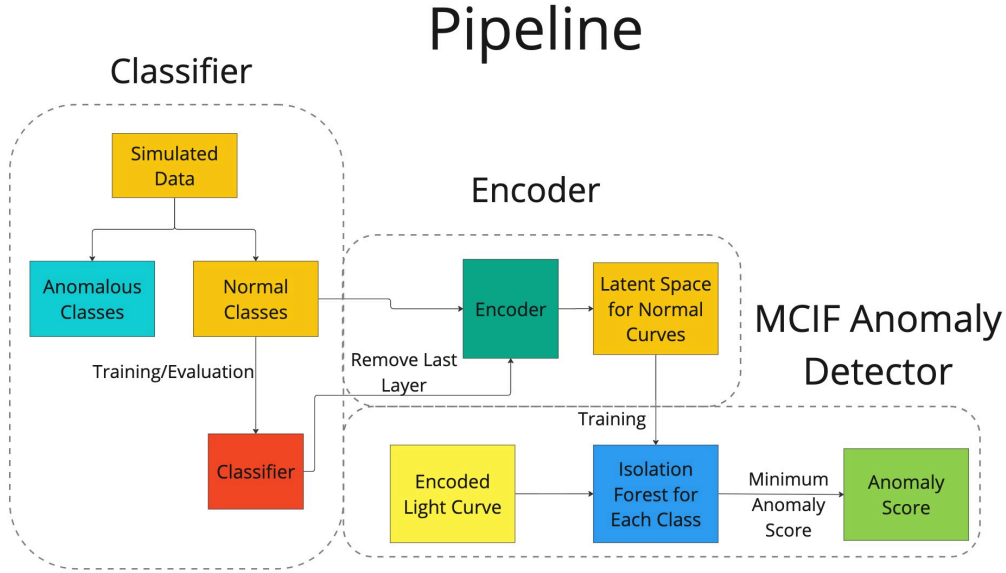 Pipeline
Classifier
Simulated
Data
Anomalous
Classes
Normal
Classes
Training/Evaluation
Classifier
Encoder
Encoder
Latent Space
for Normal
Curves
Remove Last
Layer
MCIF Anomaly
Detector
Training
Encoded
Light Curve
Isolation
Forest for
Each Class
Minimum
Anomaly
Score
Anomaly
Score